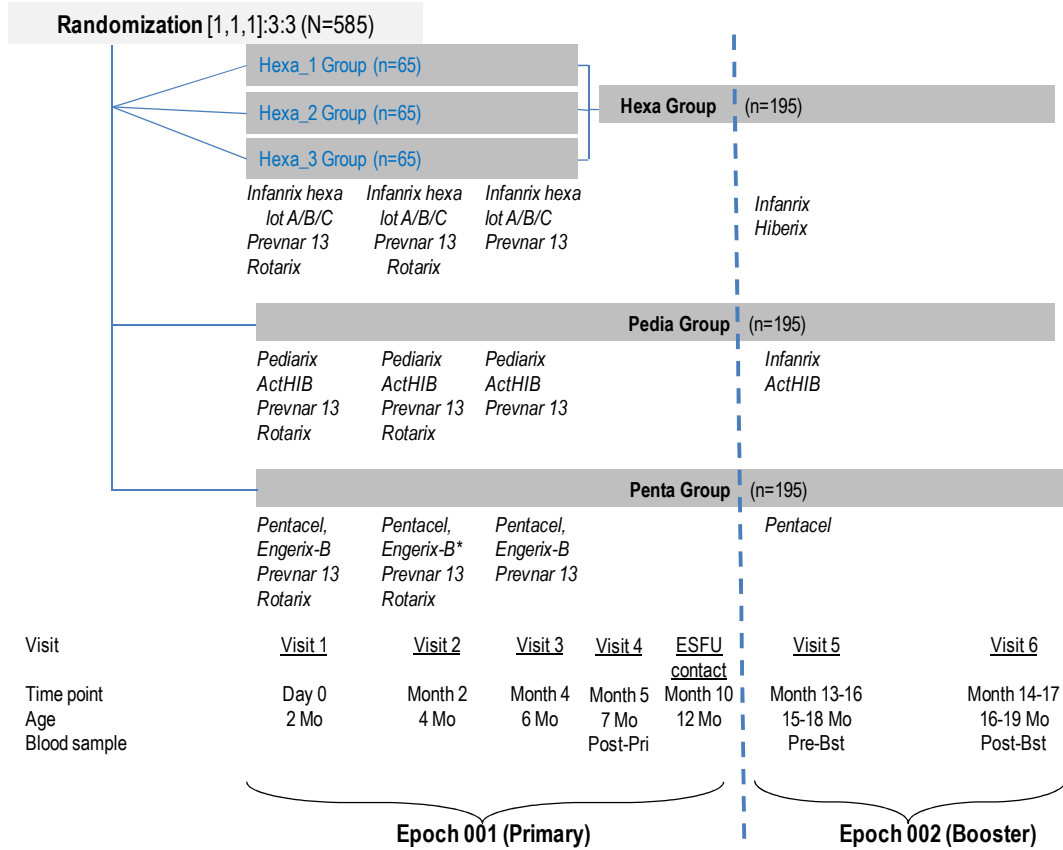 Randomization [1,1,1]:3:3 (N=585)
Hexa_1 Group (n=65)
Hexa_2 Group (n=65)
Hexa_3 Group (n=65)
Hexa Group (n=195)
Infanrix hexa Infanrix hexa Infanrix hexa
lot A/B/C lot A/B/C lot A/B/C
Prevnar 13 Prevnar 13 Prevnar 13
Rotarix Rotarix
Infanrix
Hiberix
Pedia Group (n=195)
Pediarix Pediarix Pediarix Infanrix
ActHIB ActHIB ActHIB ActHIB
Prevnar 13 Prevnar 13 Prevnar 13
Rotarix Rotarix
Penta Group (n=195)
Pentacel, Pentacel, Pentacel, Pentacel
Engerix-B Engerix-B* Engerix-B
Prevnar 13 Prevnar 13 Prevnar 13
Rotarix Rotarix
Visit Visit 1 Visit 2 Visit 3 Visit 4 ESFU Visit 5 Visit 6
contact
Time point Day 0 Month 2 Month 4 Month 5 Month 10 Month 13-16 Month 14-17
Age 2 Mo 4 Mo 6 Mo 7 Mo 12 Mo 15-18 Mo 16-19 Mo
Blood sample Post-Pri Pre-Bst Post-Bst
Epoch 001 (Primary) Epoch 002 (Booster)